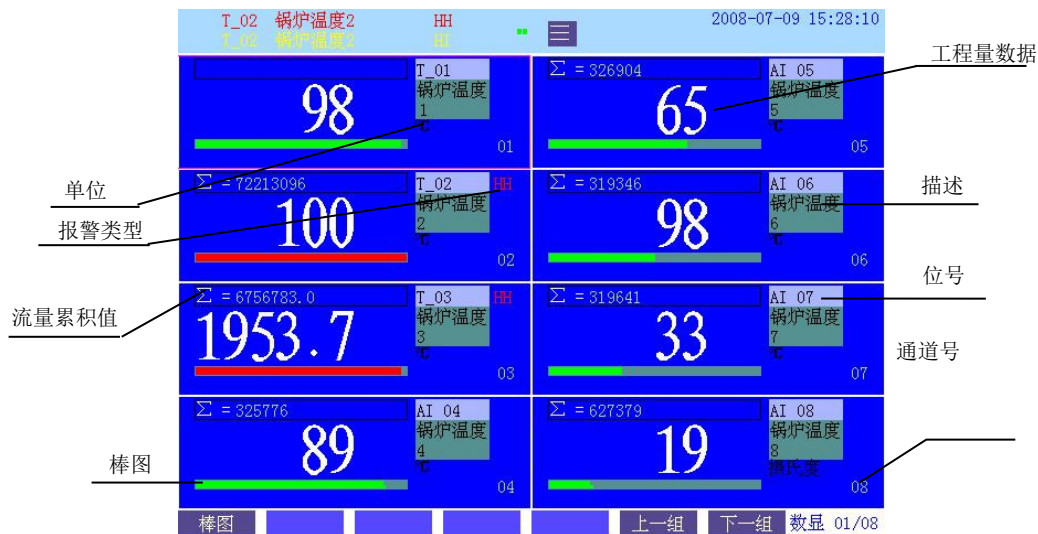 T_02 锅炉温度2 HH 2008-07-09 15:28:10
T_02 锅炉温度2 HI
工程量数据
T_01
锅炉温度
1
℃
98
01
Σ = 326904
AI 05
锅炉温度
5
℃
65
05
单位
报警类型
Σ = 72213096
T_02 HH
锅炉温度
2
℃
100
02
Σ = 319346
AI 06
锅炉温度
6
℃
98
06
描述
位号
流量累积值
Σ = 6756783.0
T_03 HH
锅炉温度
3
℃
1953.7
03
Σ = 319641
AI 07
锅炉温度
7
℃
33
07
通道号
棒图
Σ = 325776
AI 04
锅炉温度
4
℃
89
04
Σ = 627379
AI 08
锅炉温度
8
摄氏度
19
08
棒图 上一组 下一组 数显 01/08